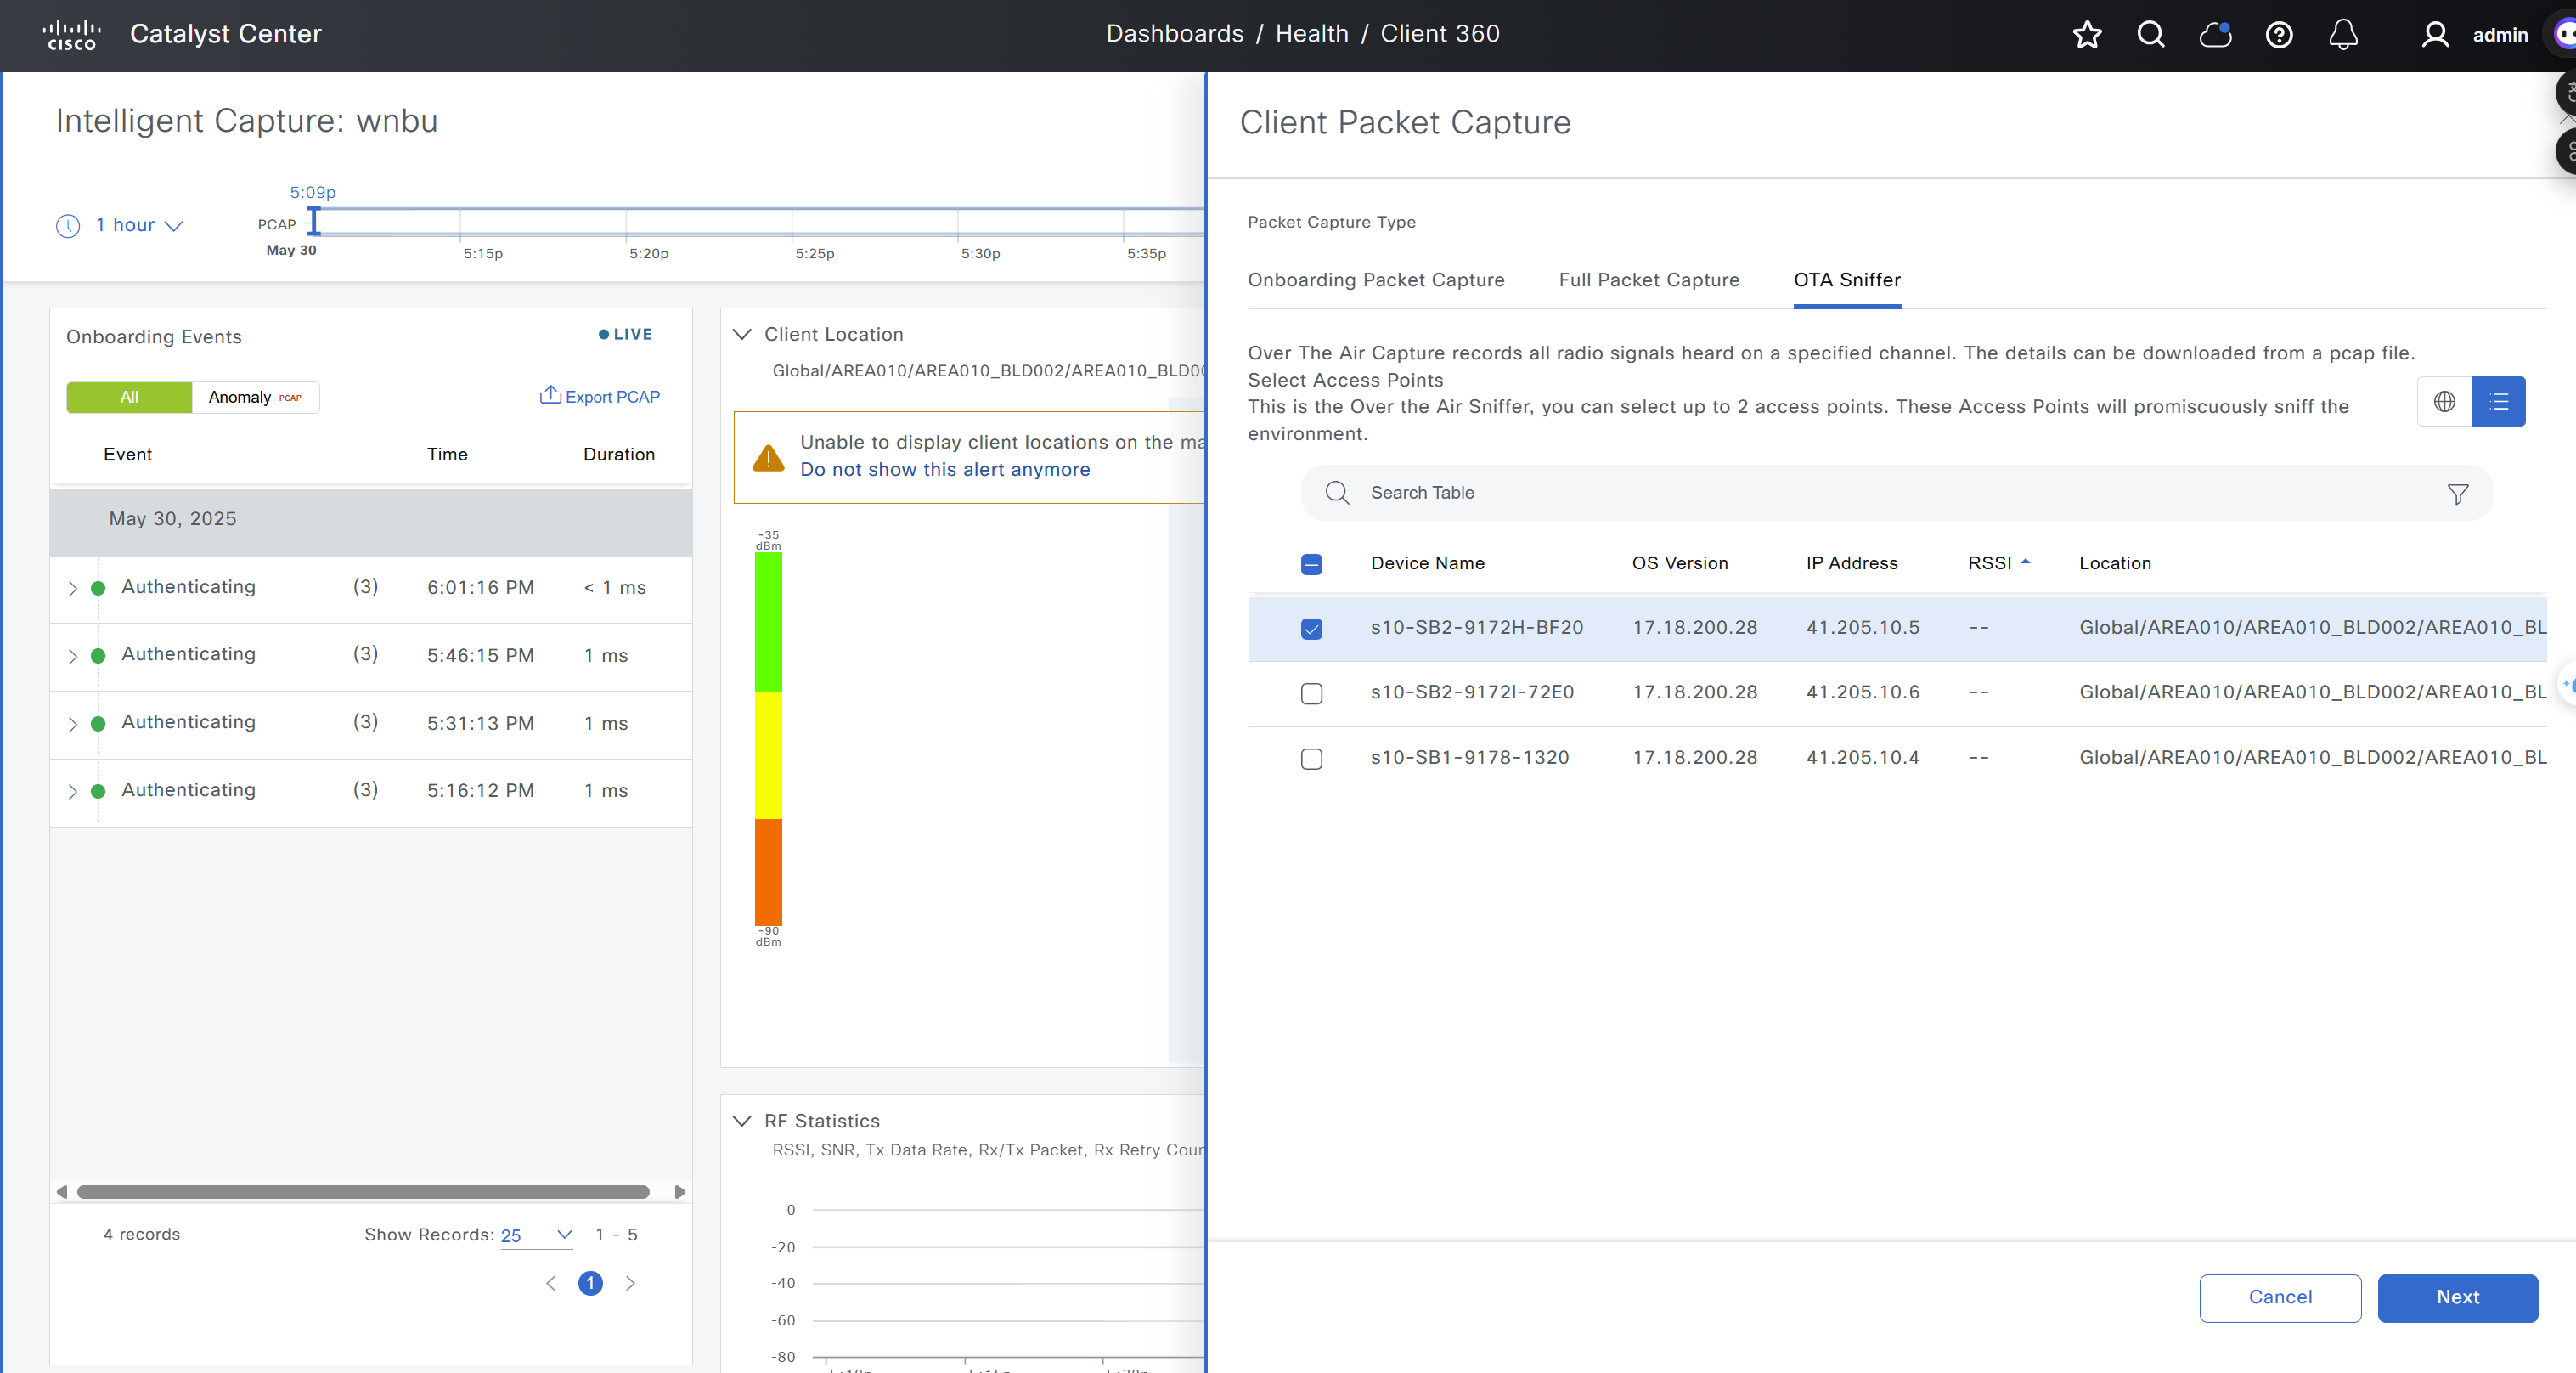 cisco Catalyst Center Dashboards / Health / Client 360 admin
Intelligent Capture: wnbu
5:09p
1 hour
PCAP
May 30
5:15p 5:20p 5:25p 5:30p 5:35p
Onboarding Events LIVE
All Anomaly PCAP Export PCAP
Event Time Duration
May 30, 2025
Authenticating (3) 6:01:16 PM < 1 ms
Authenticating (3) 5:46:15 PM 1 ms
Authenticating (3) 5:31:13 PM 1 ms
Authenticating (3) 5:16:12 PM 1 ms
4 records Show Records: 25 1 - 5
1
Client Location
Global/AREA010/AREA010_BLD002/AREA010_BLD00
Unable to display client locations on the ma
Do not show this alert anymore
-35
dBm
-90
dBm
RF Statistics
RSSI, SNR, Tx Data Rate, Rx/Tx Packet, Rx Retry Coun
0
-20
-40
-60
-80
5:10p 5:15p 5:20p
Client Packet Capture
Packet Capture Type
Onboarding Packet Capture Full Packet Capture OTA Sniffer
Over The Air Capture records all radio signals heard on a specified channel. The details can be downloaded from a pcap file.
Select Access Points
This is the Over the Air Sniffer, you can select up to 2 access points. These Access Points will promiscuously sniff the
environment.
Search Table
Device Name OS Version IP Address RSSI Location
s10-SB2-9172H-BF20 17.18.200.28 41.205.10.5 -- Global/AREA010/AREA010_BLD002/AREA010_BL
s10-SB2-9172I-72E0 17.18.200.28 41.205.10.6 -- Global/AREA010/AREA010_BLD002/AREA010_BL
s10-SB1-9178-1320 17.18.200.28 41.205.10.4 -- Global/AREA010/AREA010_BLD002/AREA010_BL
Cancel Next